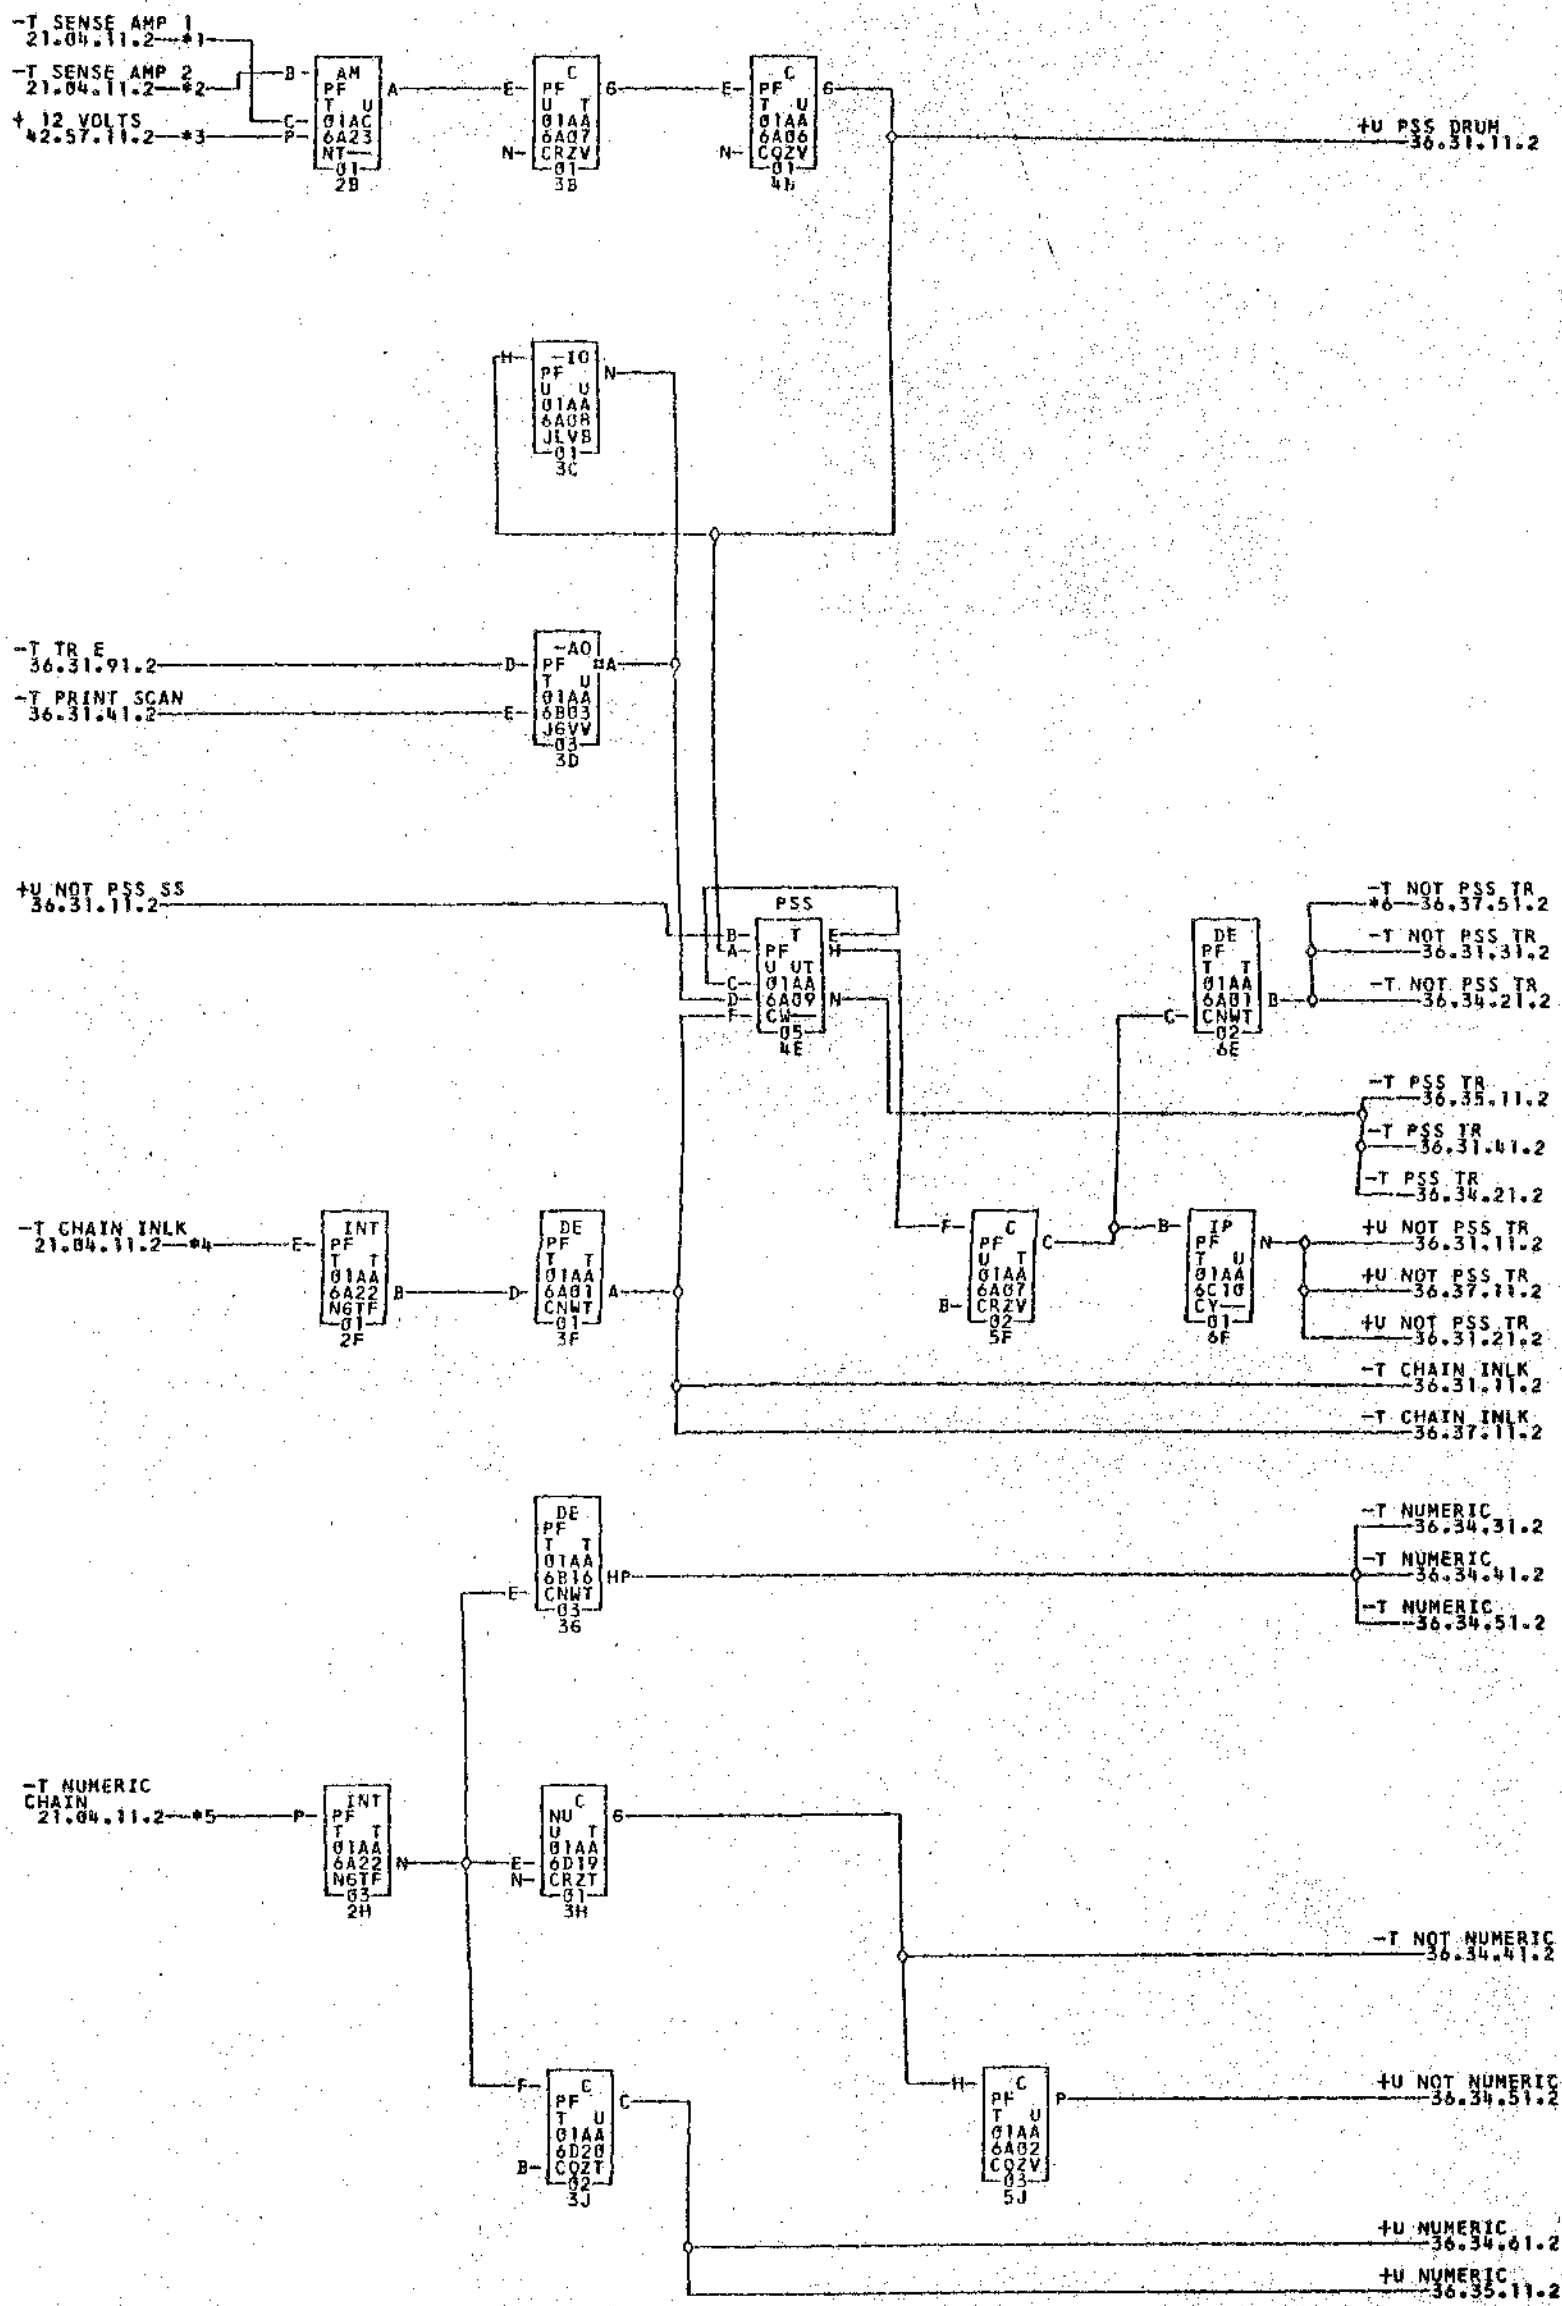 -T SENSE AMP 1
21.04.11.2—*1
-T SENSE AMP 2
21.04.11.2—*2
+ 12 VOLTS
42.57.11.2—*3
B C P
AM
PF
T U
01AC
6A23
NT—
01
2B
A
E N
C
PF
U T
01AA
6A07
CRZV
01
3B
G
E N
C
PF
T U
01AA
6A06
CQZV
01
4B
G
+U PSS DRUM
36.31.11.2
H
-IO
PF
U U
01AA
6A08
JLVB
01
3C
N
-T TR E
36.31.91.2
-T PRINT SCAN
36.31.41.2
D E
-AO
PF
T U
01AA
6B03
JGVV
03
3D
A
+U NOT PSS SS
36.31.11.2
PSS
B A C D F
T
PF
U UT
01AA
6A09
CW—
05
4E
E H N
C
DE
PF
T T
01AA
6A01
CNWT
02
6E
B
-T NOT PSS TR
*6—36.37.51.2
-T NOT PSS TR
36.31.31.2
-T NOT PSS TR
36.34.21.2
-T PSS TR
36.35.11.2
-T PSS TR
36.31.41.2
-T PSS TR
36.34.21.2
-T CHAIN INLK
21.04.11.2—*4
E
INT
PF
T T
01AA
6A22
NGTF
01
2F
B
D
DE
PF
T T
01AA
6A01
CNWT
01
3F
A
F B
C
PF
U T
01AA
6A07
CRZV
02
5F
C
B
IP
PF
T U
01AA
6C10
CY—
01
6F
N
+U NOT PSS TR
36.31.11.2
+U NOT PSS TR
36.37.11.2
+U NOT PSS TR
36.31.21.2
-T CHAIN INLK
36.31.11.2
-T CHAIN INLK
36.37.11.2
E
DE
PF
T T
01AA
6B16
CNWT
03
3G
HP
-T NUMERIC
36.34.31.2
-T NUMERIC
36.34.41.2
-T NUMERIC
36.34.51.2
-T NUMERIC
CHAIN
21.04.11.2—*5
P
INT
PF
T T
01AA
6A22
NGTF
03
2H
N
E N
C
NU
U T
01AA
6D19
CRZT
01
3H
G
-T NOT NUMERIC
36.34.41.2
F B
C
PF
T U
01AA
6D20
CQZT
02
3J
C
H
C
PF
T U
01AA
6A02
CQZV
03
5J
P
+U NOT NUMERIC
36.34.51.2
+U NUMERIC
36.34.61.2
+U NUMERIC
36.35.11.2